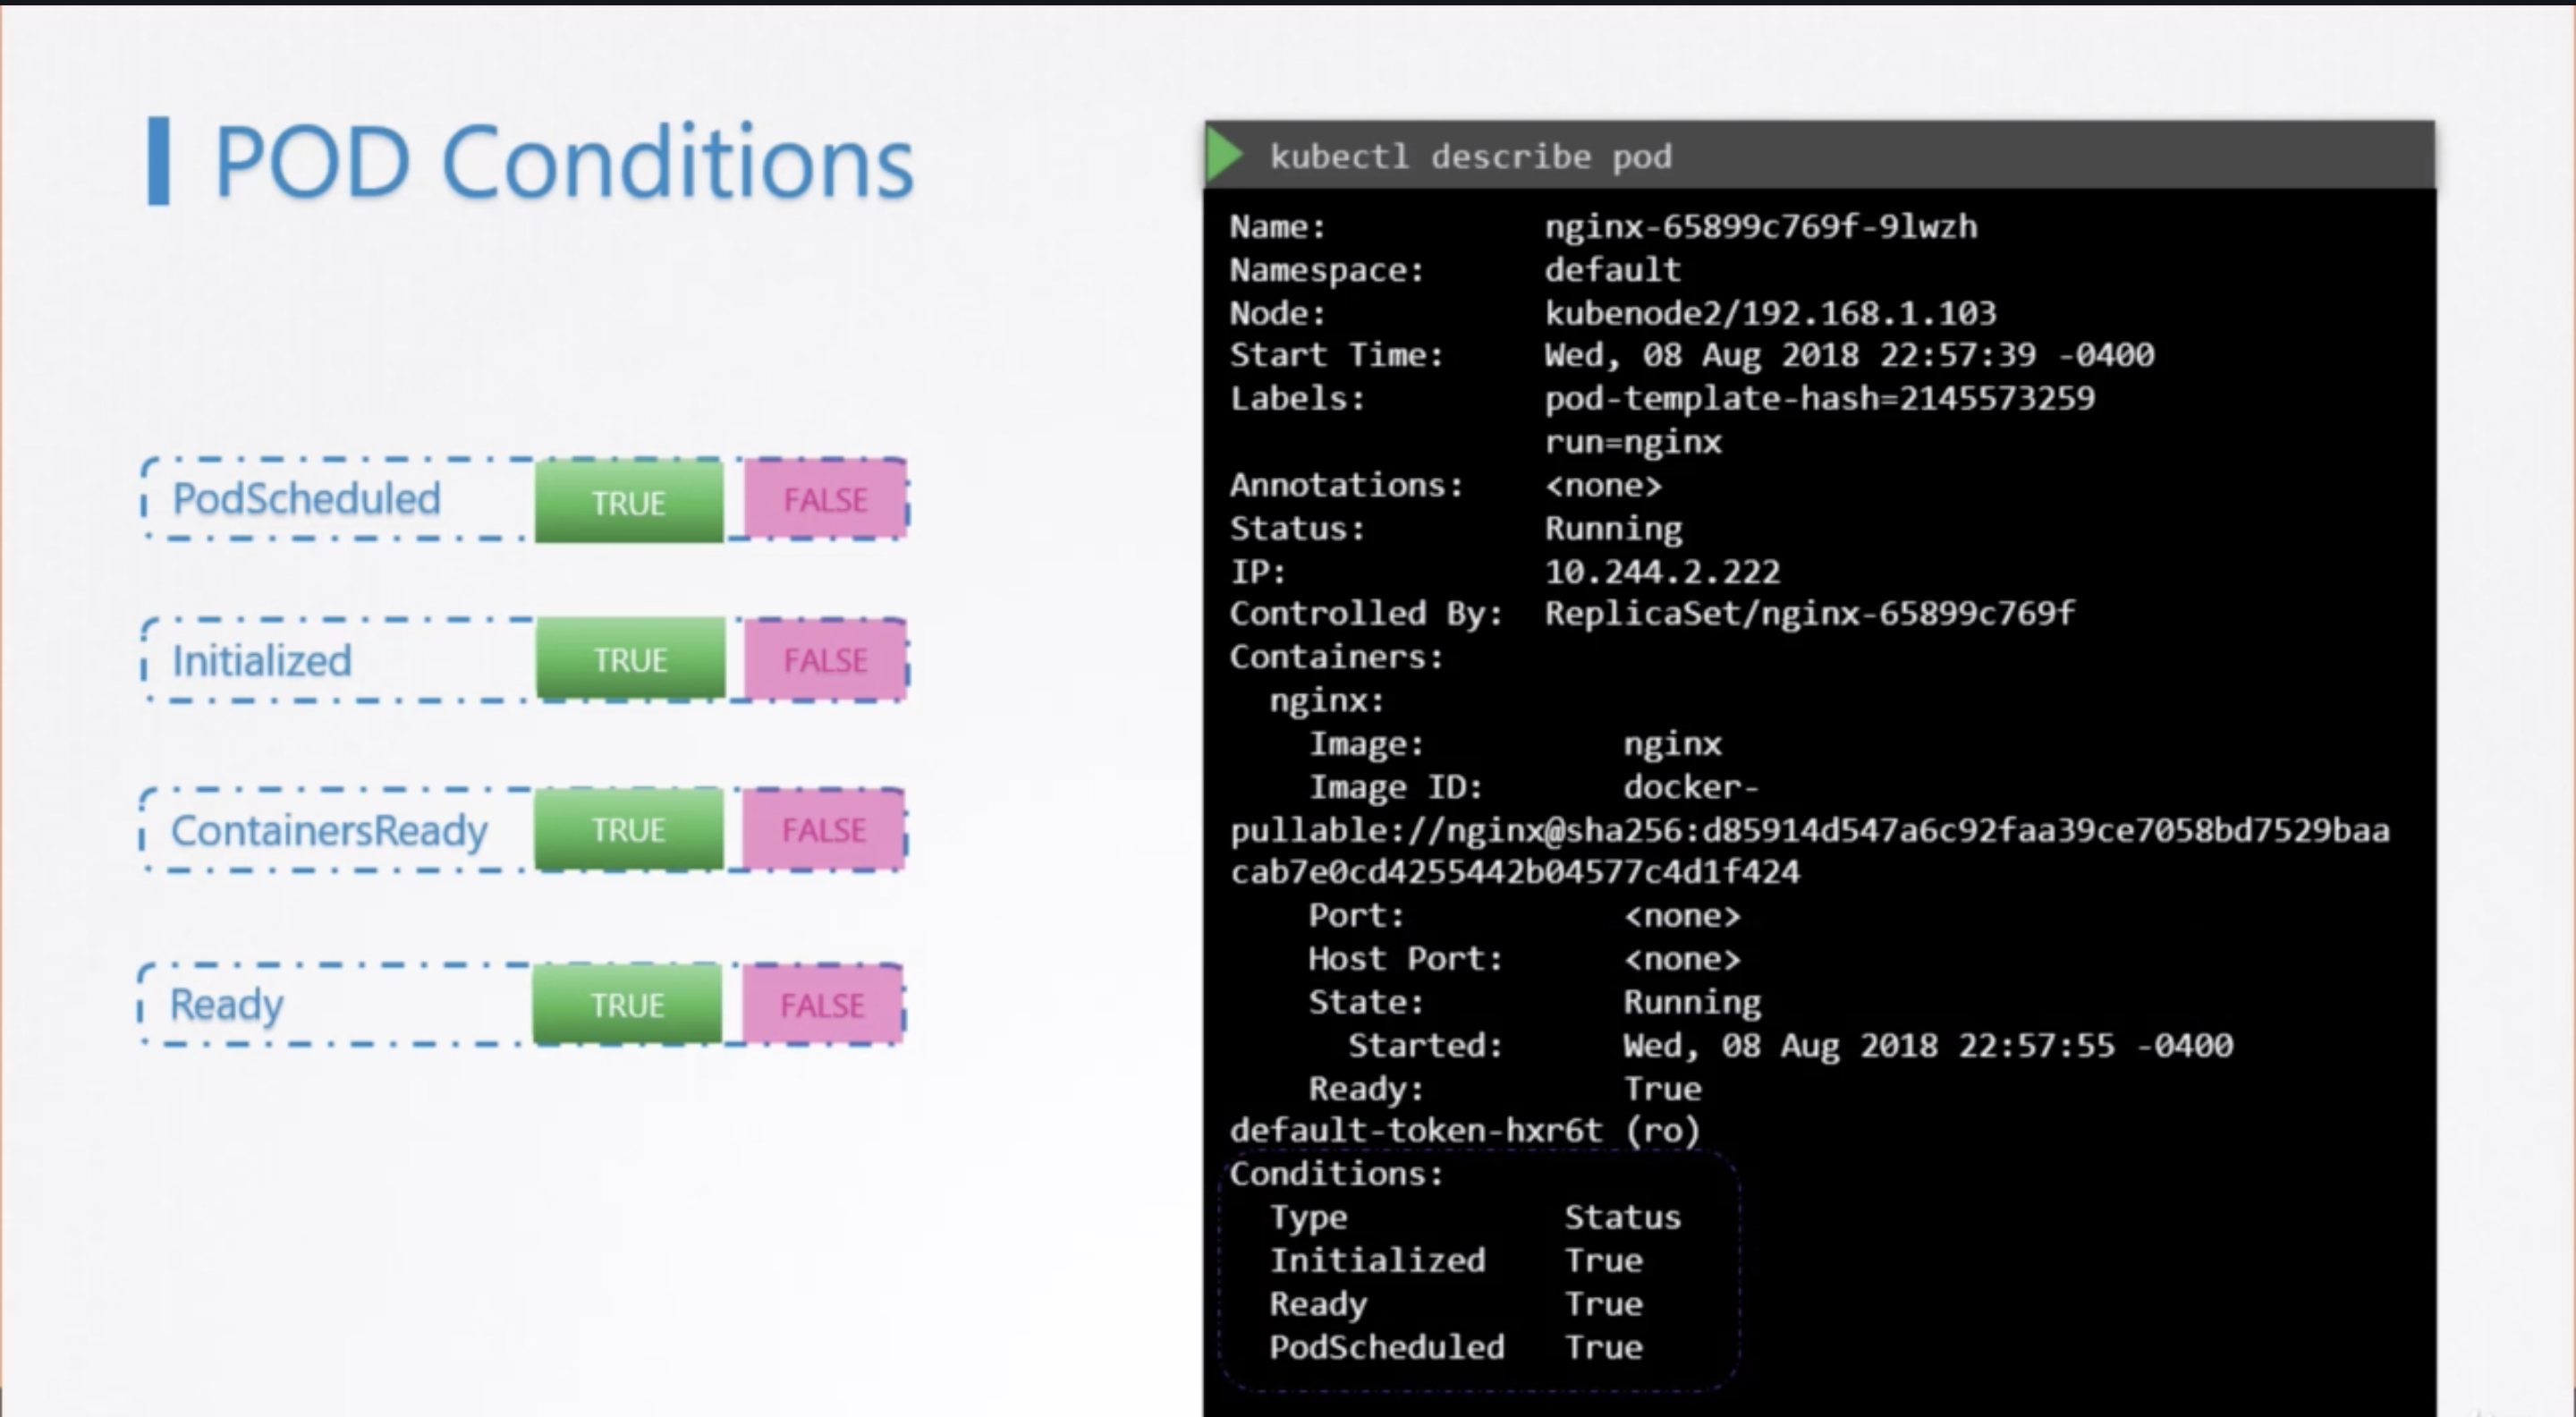 POD Conditions
PodScheduled TRUE FALSE
Initialized TRUE FALSE
ContainersReady TRUE FALSE
Ready TRUE FALSE
kubectl describe pod
Name: nginx-65899c769f-9lwzh
Namespace: default
Node: kubenode2/192.168.1.103
Start Time: Wed, 08 Aug 2018 22:57:39 -0400
Labels: pod-template-hash=2145573259
run=nginx
Annotations: <none>
Status: Running
IP: 10.244.2.222
Controlled By: ReplicaSet/nginx-65899c769f
Containers:
nginx:
Image: nginx
Image ID: docker-
pullable://nginx@sha256:d85914d547a6c92faa39ce7058bd7529baa
cab7e0cd4255442b04577c4d1f424
Port: <none>
Host Port: <none>
State: Running
Started: Wed, 08 Aug 2018 22:57:55 -0400
Ready: True
default-token-hxr6t (ro)
Conditions:
Type Status
Initialized True
Ready True
PodScheduled True